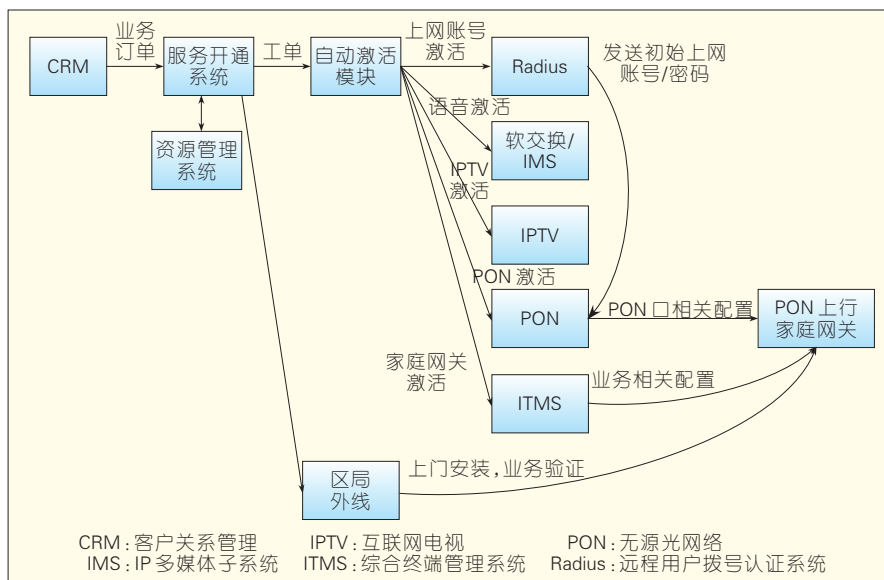 业务
订单
CRM
服务开通
系统
工单
自动激活
模块
上网账号
激活
Radius
发送初始上网
账号/密码
资源管理
系统
语音激活
软交换/
IMS
IPTV
激活
IPTV
PON 激活
PON
PON 口相关配置
PON 上行
家庭网关
家庭网关
激活
ITMS
业务相关配置
区局
外线
上门安装,业务验证
CRM:客户关系管理 IPTV:互联网电视 PON:无源光网络
IMS:IP 多媒体子系统 ITMS:综合终端管理系统 Radius:远程用户拨号认证系统